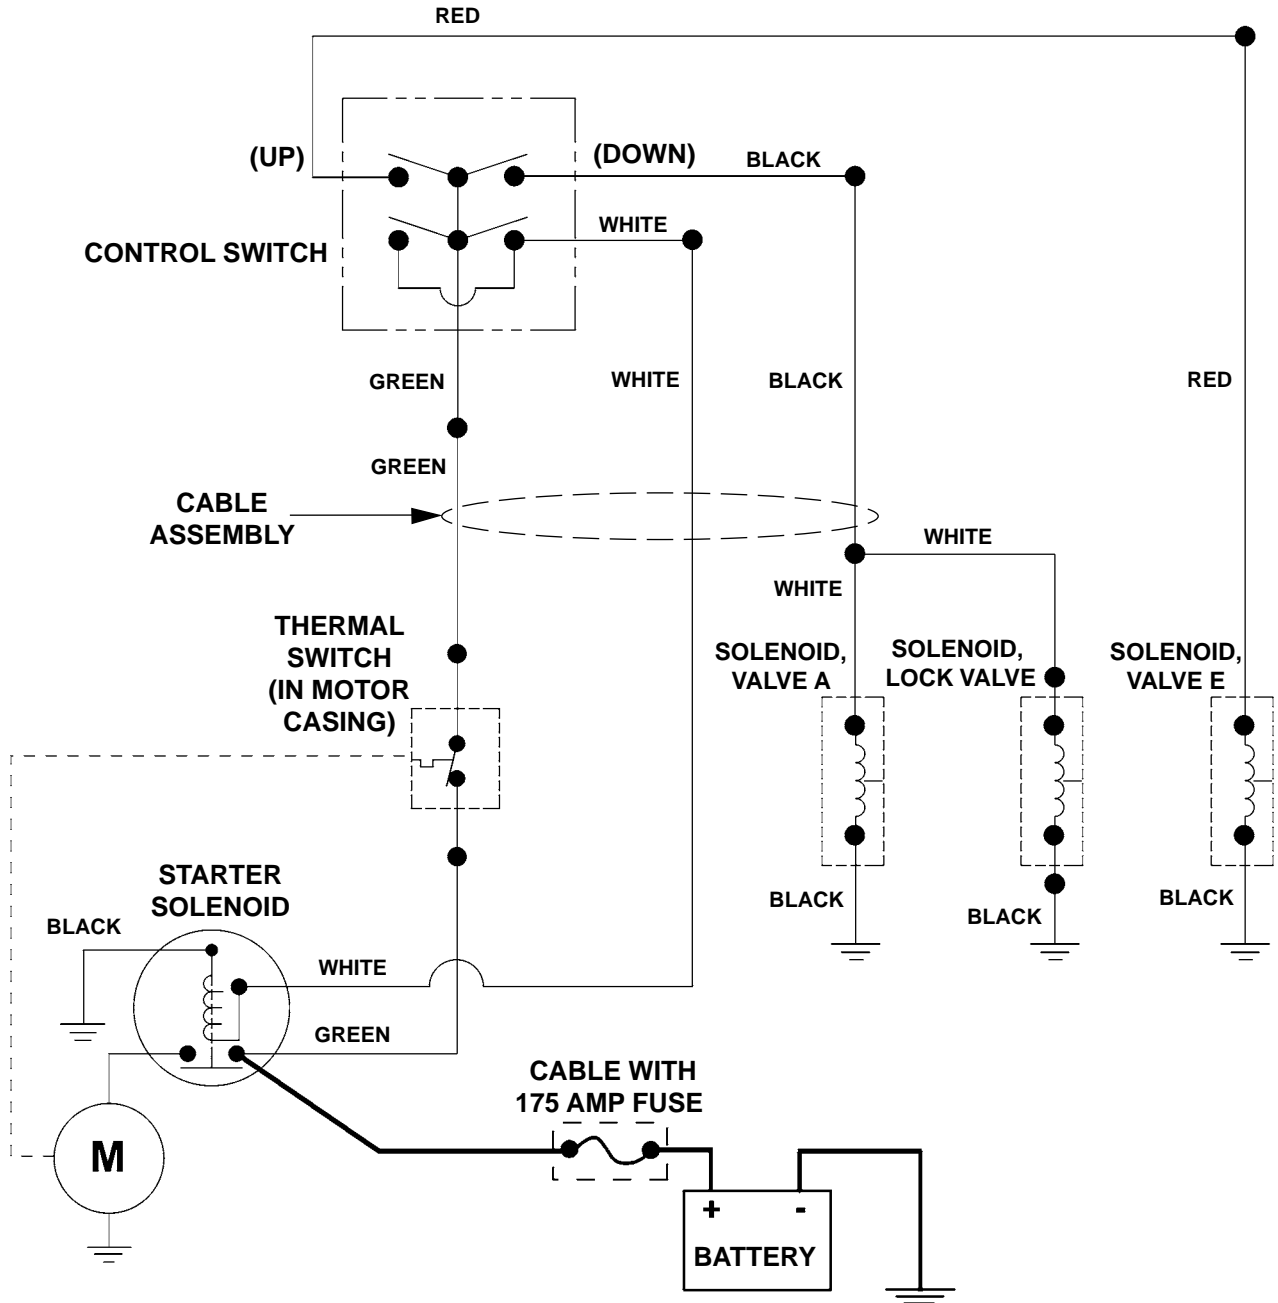 RED
(UP)
(DOWN)
BLACK
WHITE
CONTROL SWITCH
GREEN
WHITE
BLACK
RED
GREEN
CABLE
ASSEMBLY
WHITE
WHITE
THERMAL
SWITCH
(IN MOTOR
CASING)
SOLENOID,
VALVE A
SOLENOID,
LOCK VALVE
SOLENOID,
VALVE E
STARTER
SOLENOID
BLACK
BLACK
BLACK
BLACK
WHITE
GREEN
CABLE WITH
175 AMP FUSE
M
+ -
BATTERY